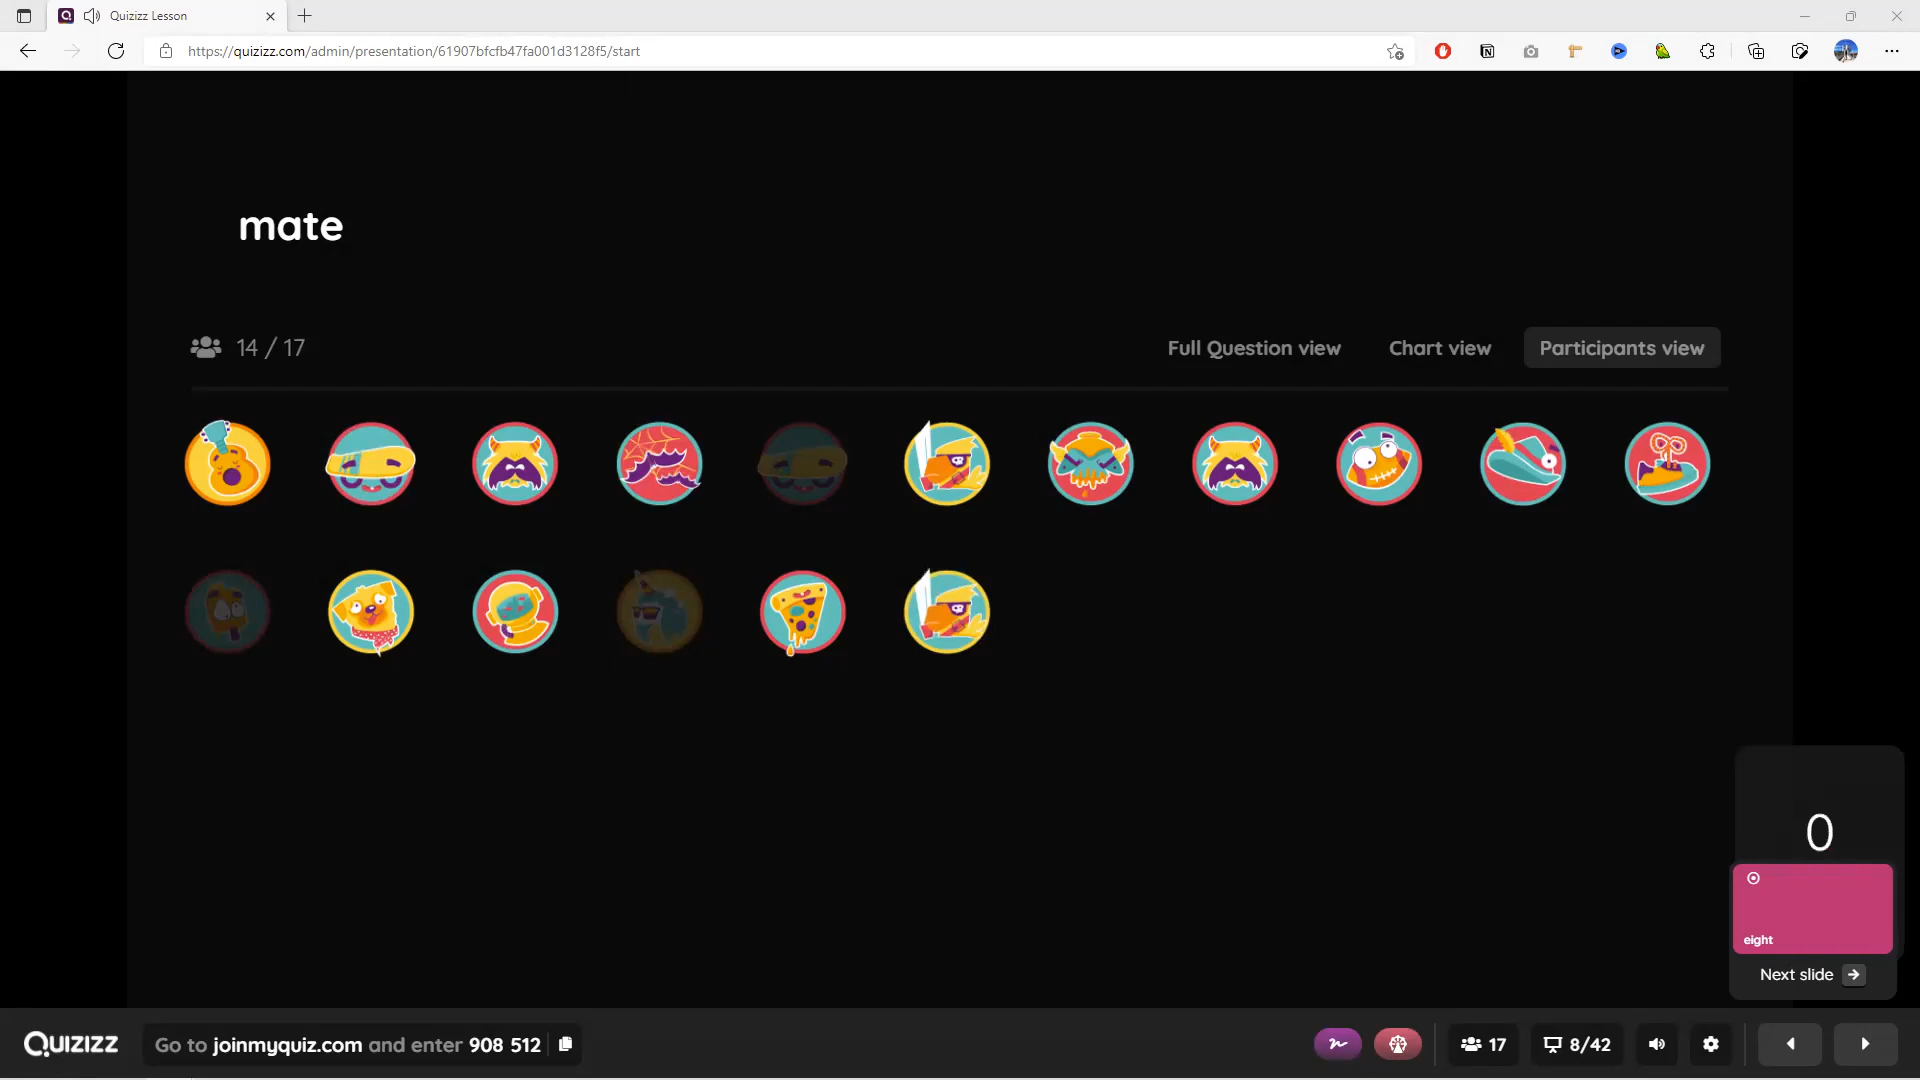 Quizizz Lesson
https://quizizz.com/admin/presentation/61907bfcfb47fa001d3128f5/start
mate
14 / 17
Full Question view
Chart view
Participants view
0
eight
Next slide
QUIZIZZ
Go to joinmyquiz.com and enter 908 512
17
8/42